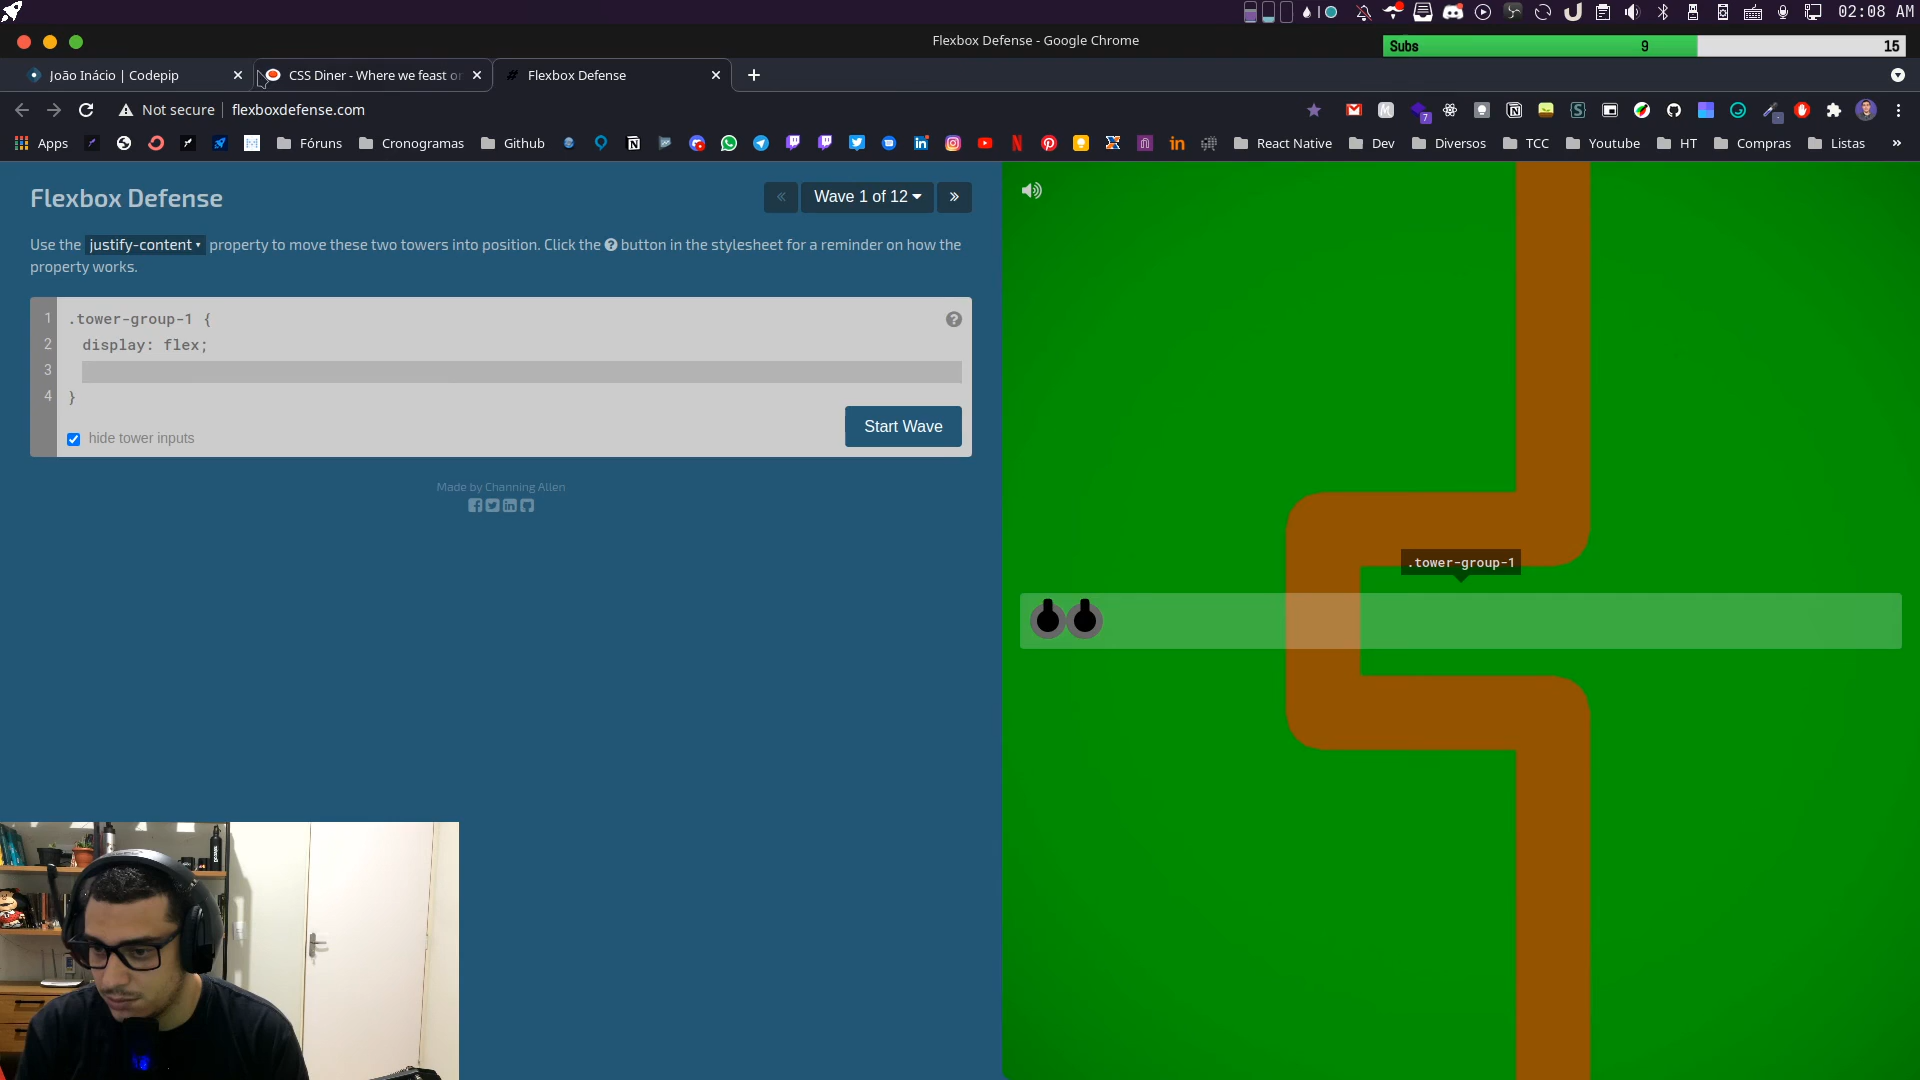 02:08 AM
Flexbox Defense - Google Chrome
Subs 9 15
João Inácio | Codepip
CSS Diner - Where we feast or
Flexbox Defense
Not secure flexboxdefense.com
7
Apps Fóruns Cronogramas Github React Native Dev Diversos TCC Youtube HT Compras Listas »
Flexbox Defense
« Wave 1 of 12 »
Use the justify-content property to move these two towers into position. Click the ? button in the stylesheet for a reminder on how the
property works.
1 .tower-group-1 {
2 display: flex;
3
4 }
?
hide tower inputs
Start Wave
Made by Channing Allen
.tower-group-1